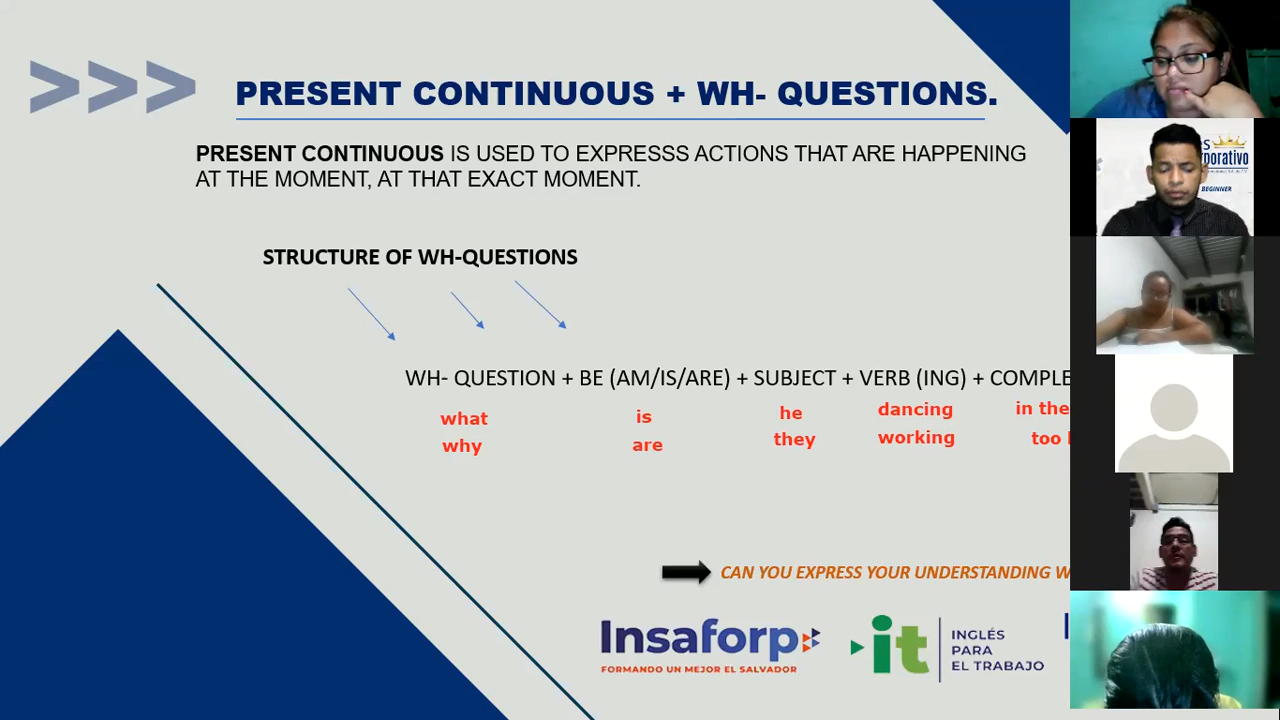 PRESENT CONTINUOUS + WH- QUESTIONS.
PRESENT CONTINUOUS IS USED TO EXPRESSS ACTIONS THAT ARE HAPPENING
AT THE MOMENT, AT THAT EXACT MOMENT.
STRUCTURE OF WH-QUESTIONS
WH- QUESTION + BE (AM/IS/ARE) + SUBJECT + VERB (ING) + COMPLE
what is he dancing in the
why are they working too
CAN YOU EXPRESS YOUR UNDERSTANDING W
Insaforp
FORMANDO UN MEJOR EL SALVADOR
it
INGLÉS
PARA
EL TRABAJO
BEGINNER